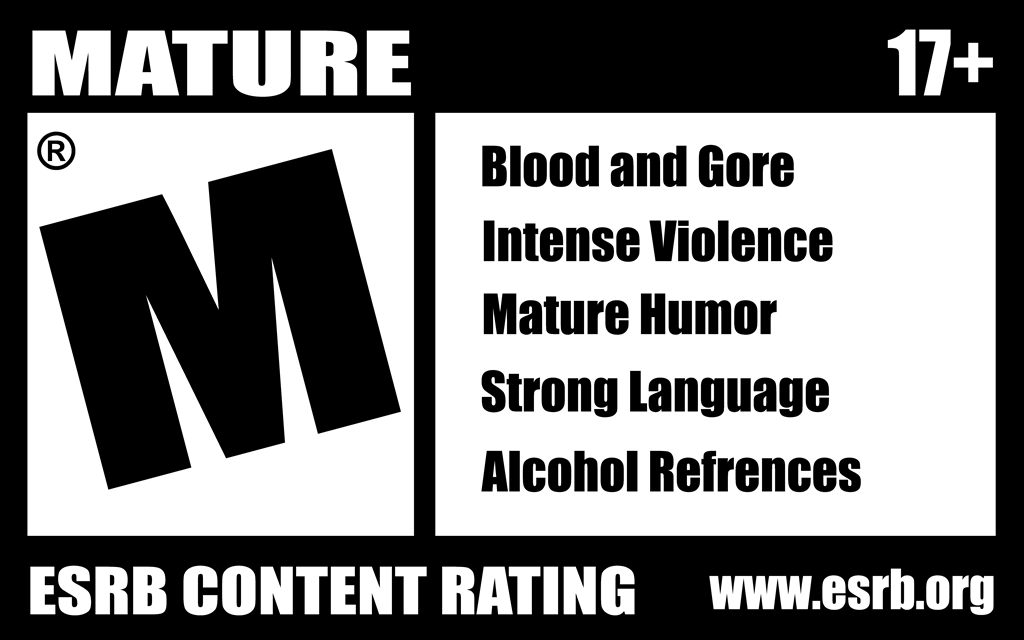 MATURE 17+
®
M
Blood and Gore
Intense Violence
Mature Humor
Strong Language
Alcohol Refrences
ESRB CONTENT RATING www.esrb.org